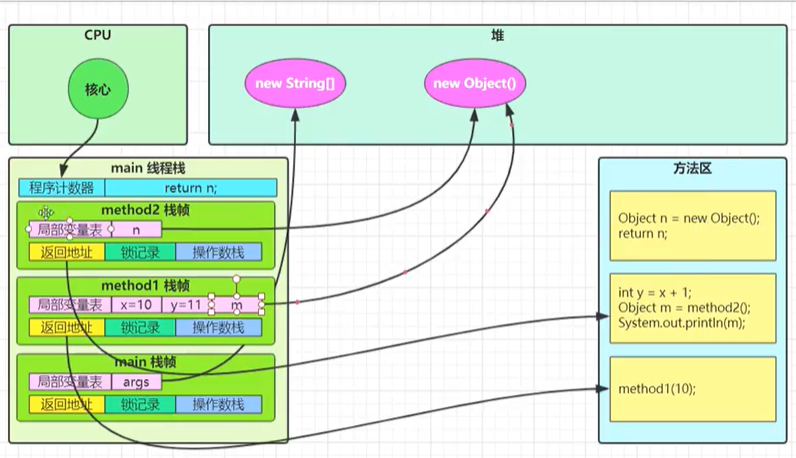 CPU
核心
堆
new String[]
new Object()
main 线程栈
程序计数器 return n;
method2 栈帧
局部变量表 n
返回地址 锁记录 操作数栈
method1 栈帧
局部变量表 x=10 y=11 m
返回地址 锁记录 操作数栈
main 栈帧
局部变量表 args
返回地址 锁记录 操作数栈
方法区
Object n = new Object();
return n;
int y = x + 1;
Object m = method2();
System.out.println(m);
method1(10);